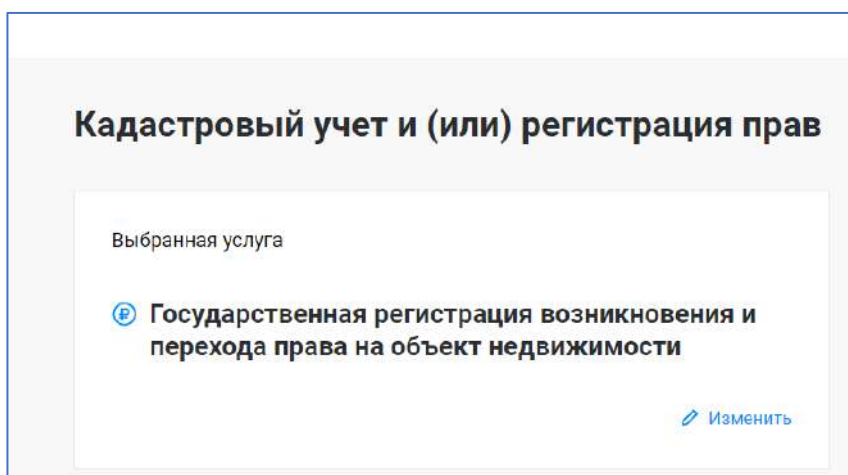 Кадастровый учет и (или) регистрация прав
Выбранная услуга
Государственная регистрация возникновения и
перехода права на объект недвижимости
Изменить